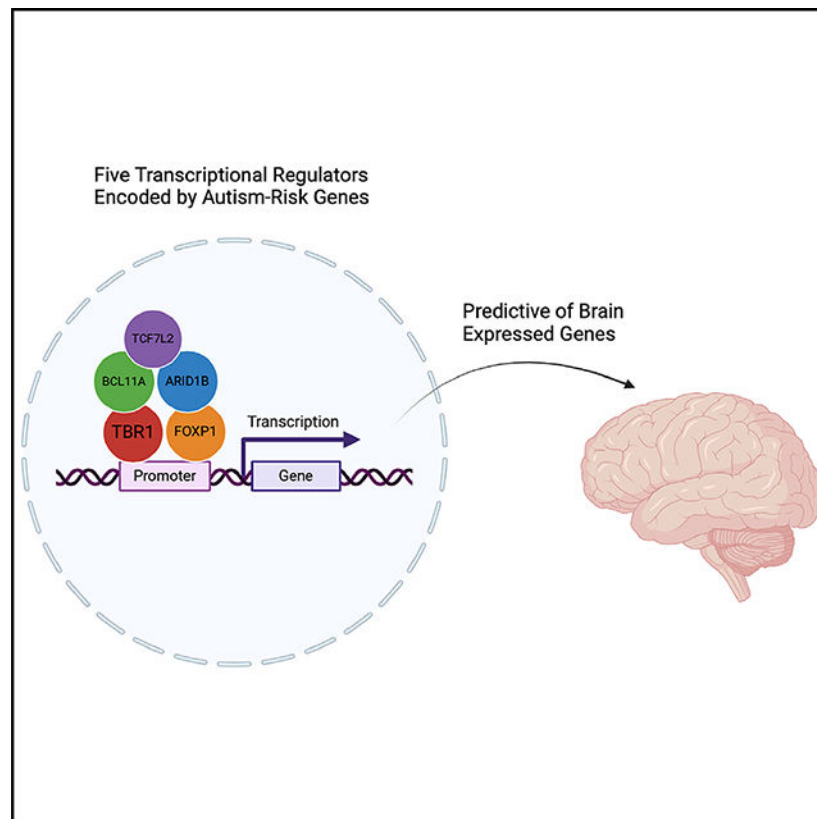 Five Transcriptional Regulators
Encoded by Autism-Risk Genes
Predictive of Brain
Expressed Genes
TCF7L2
BCL11A
ARID1B
TBR1
FOXP1
Transcription
Promoter
Gene